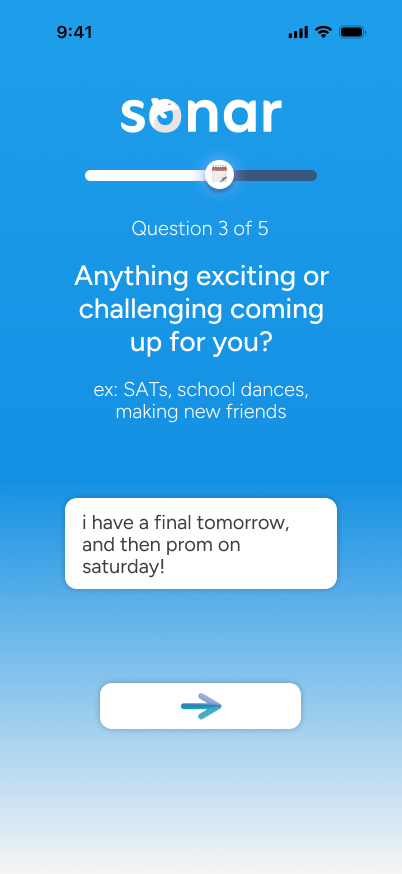 9:41
sonar
Question 3 of 5
Anything exciting or
challenging coming
up for you?
ex: SATs, school dances,
making new friends
i have a final tomorrow,
and then prom on
saturday!